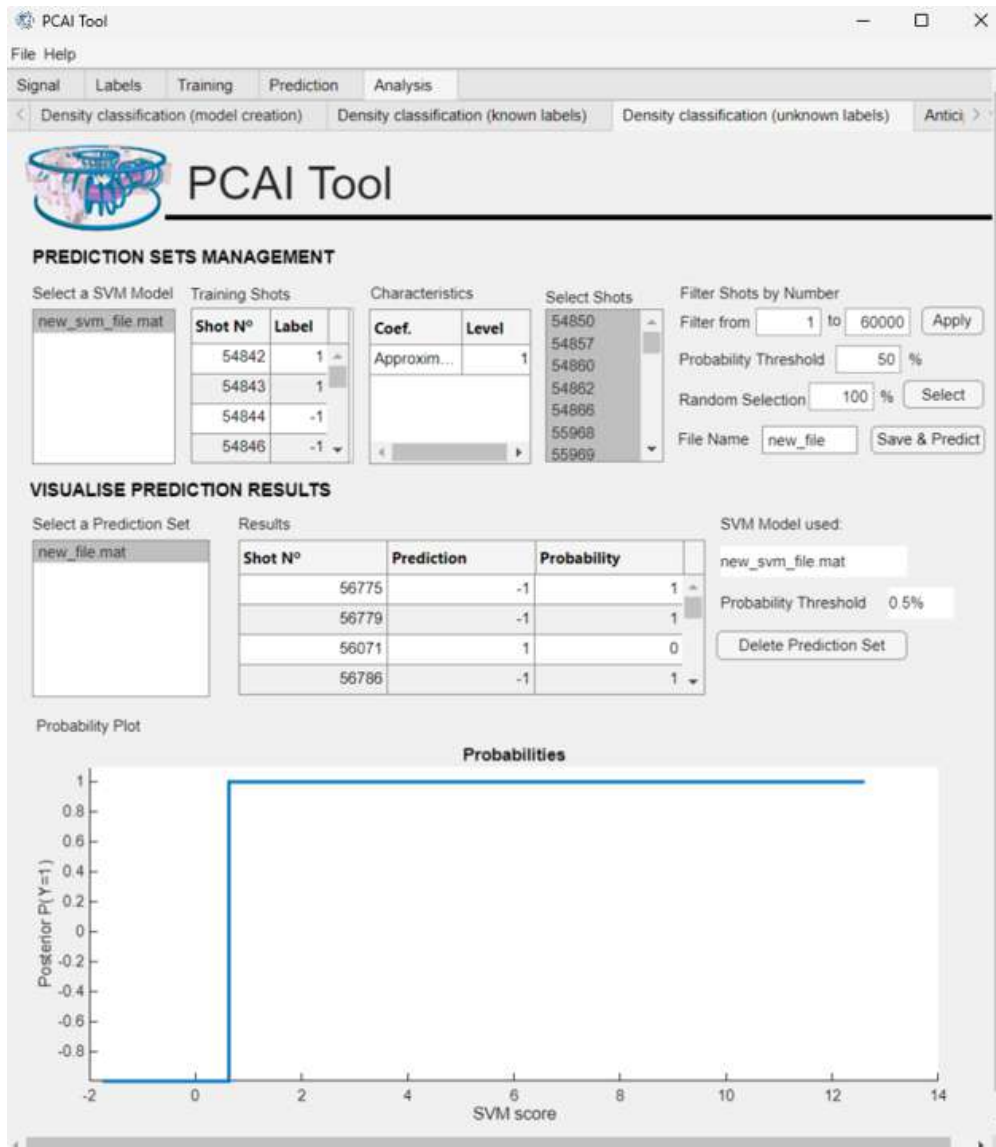 PCAI Tool
File Help
Signal Labels Training Prediction Analysis
Density classification (model creation) Density classification (known labels) Density classification (unknown labels) Antici
PCAI Tool
PREDICTION SETS MANAGEMENT
Select a SVM Model Training Shots Characteristics Select Shots Filter Shots by Number
new_svm_file.mat Shot Nº Label Coef. Level 54850 Filter from 1 to 60000 Apply
54842 1 Approxim... 1 54857
54843 1 54860 Probability Threshold 50 %
54844 -1 54862 Random Selection 100 % Select
54846 -1 54866
55968 File Name new_file Save & Predict
55969
VISUALISE PREDICTION RESULTS
Select a Prediction Set Results SVM Model used:
new_file.mat Shot Nº Prediction Probability new_svm_file.mat
56775 -1 1
56779 -1 1 Probability Threshold 0.5%
56071 1 0 Delete Prediction Set
56786 -1 1
Probability Plot
Probabilities
1
0.8
0.6
0.4
0.2
0
-0.2
-0.4
-0.6
-0.8
Posterior P(Y=1)
-2 0 2 4 6 8 10 12 14
SVM score